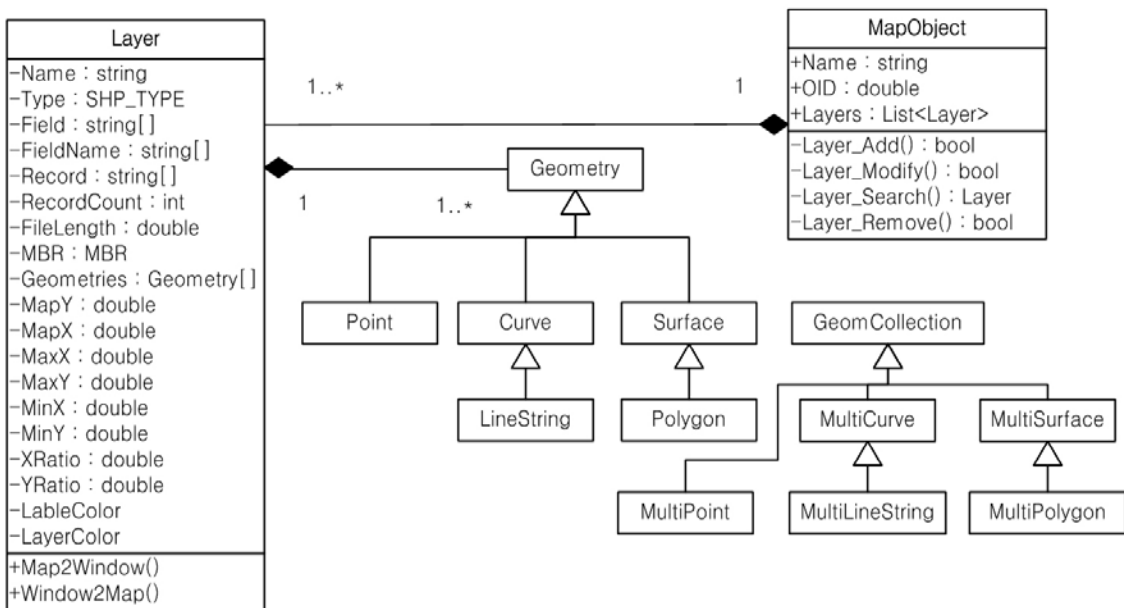 Layer
-Name : string
-Type : SHP_TYPE
-Field : string[]
-FieldName : string[]
-Record : string[]
-RecordCount : int
-FileLength : double
-MBR : MBR
-Geometries : Geometry[]
-MapY : double
-MapX : double
-MaxX : double
-MaxY : double
-MinX : double
-MinY : double
-XRatio : double
-YRatio : double
-LableColor
-LayerColor
+Map2Window()
+Window2Map()
1..*
1
MapObject
+Name : string
+OID : double
+Layers : List<Layer>
-Layer_Add() : bool
-Layer_Modify() : bool
-Layer_Search() : Layer
-Layer_Remove() : bool
1
1..*
Geometry
Point
Curve
Surface
GeomCollection
LineString
Polygon
MultiCurve
MultiSurface
MultiPoint
MultiLineString
MultiPolygon